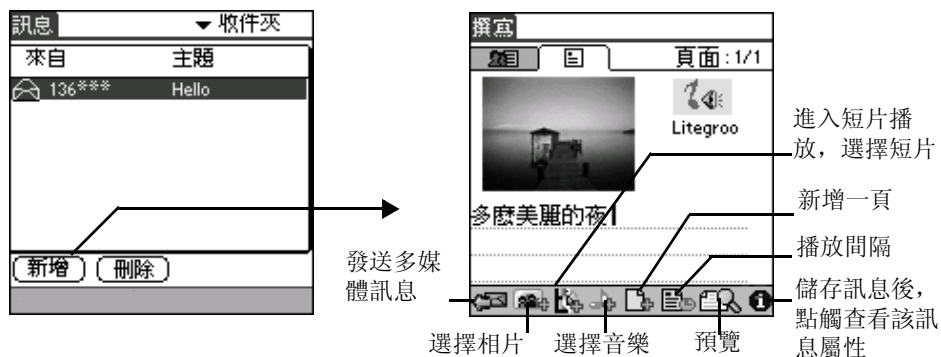 訊息
收件夾
來自 主題
136*** Hello
新增 刪除
撰寫
頁面:1/1
Litegroo
多麽美麗的夜
進入短片播
放，選擇短片
新增一頁
播放間隔
儲存訊息後，
點觸查看該訊
息屬性
發送多媒
體訊息
選擇相片
選擇音樂
預覽